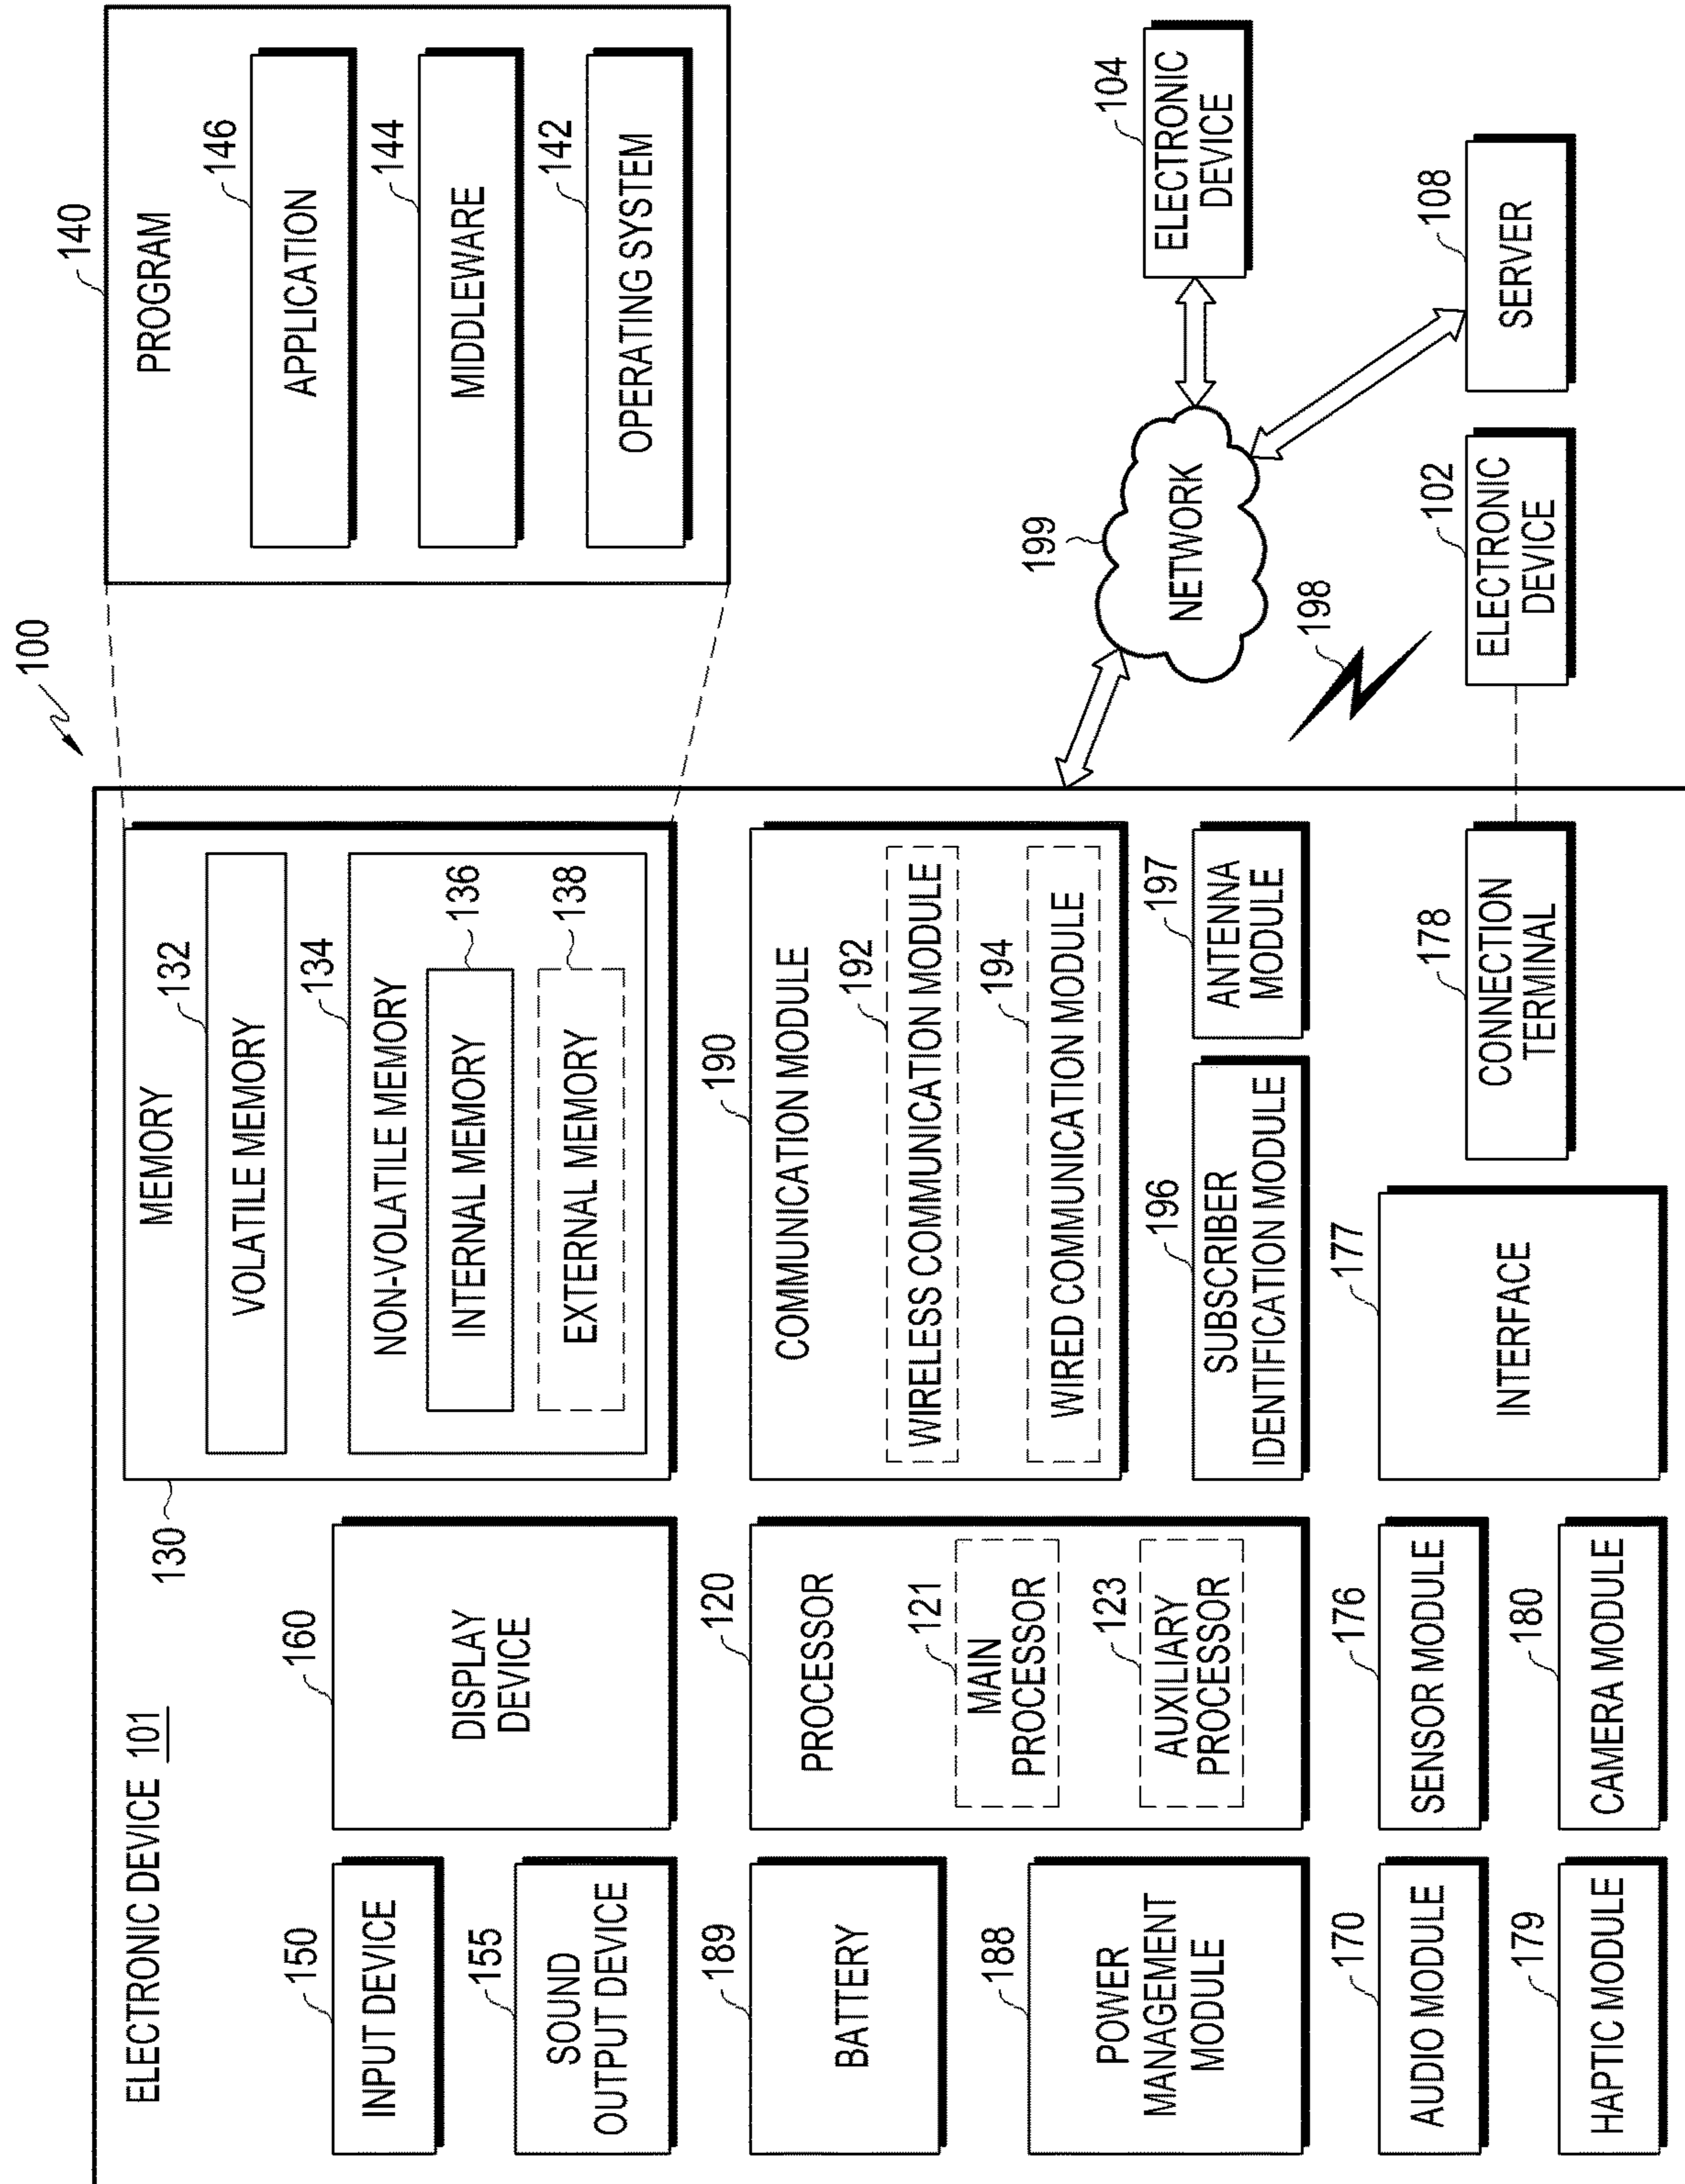 100
ELECTRONIC DEVICE 101
150
INPUT DEVICE
155
SOUND
OUTPUT DEVICE
189
BATTERY
188
POWER
MANAGEMENT
MODULE
170
AUDIO MODULE
179
HAPTIC MODULE
160
DISPLAY
DEVICE
120
PROCESSOR
121
MAIN
PROCESSOR
123
AUXILIARY
PROCESSOR
176
SENSOR MODULE
180
CAMERA MODULE
130
MEMORY
132
VOLATILE MEMORY
134
NON-VOLATILE MEMORY
136
INTERNAL MEMORY
138
EXTERNAL MEMORY
190
COMMUNICATION MODULE
192
WIRELESS COMMUNICATION MODULE
194
WIRED COMMUNICATION MODULE
196
SUBSCRIBER
IDENTIFICATION MODULE
197
ANTENNA
MODULE
177
INTERFACE
178
CONNECTION
TERMINAL
140
PROGRAM
146
APPLICATION
144
MIDDLEWARE
142
OPERATING SYSTEM
199
NETWORK
104
ELECTRONIC
DEVICE
198
102
ELECTRONIC
DEVICE
108
SERVER